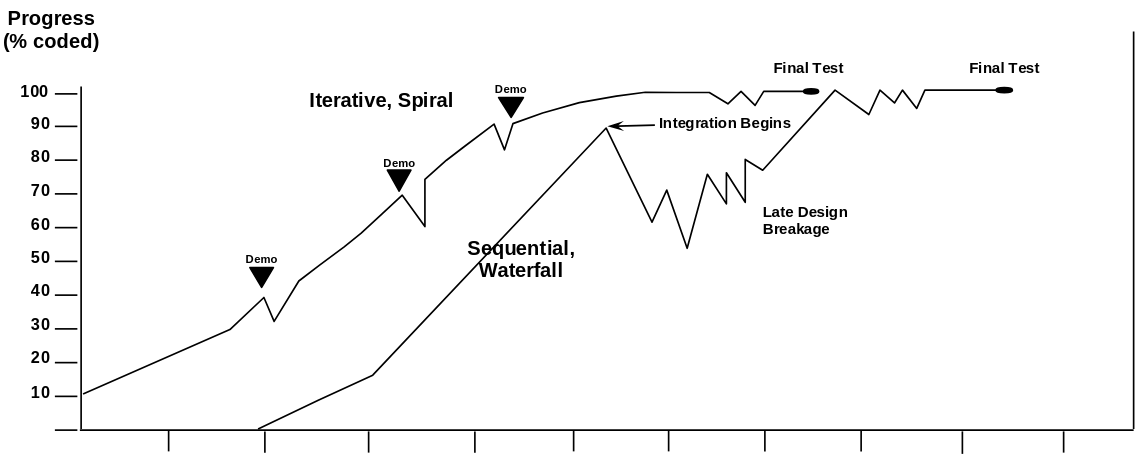 Progress
(% coded)
Final Test
Final Test
100
Iterative, Spiral
Demo
90
Integration Begins
80
Demo
70
Late Design
Breakage
60
Sequential,
Waterfall
50
Demo
40
30
20
10